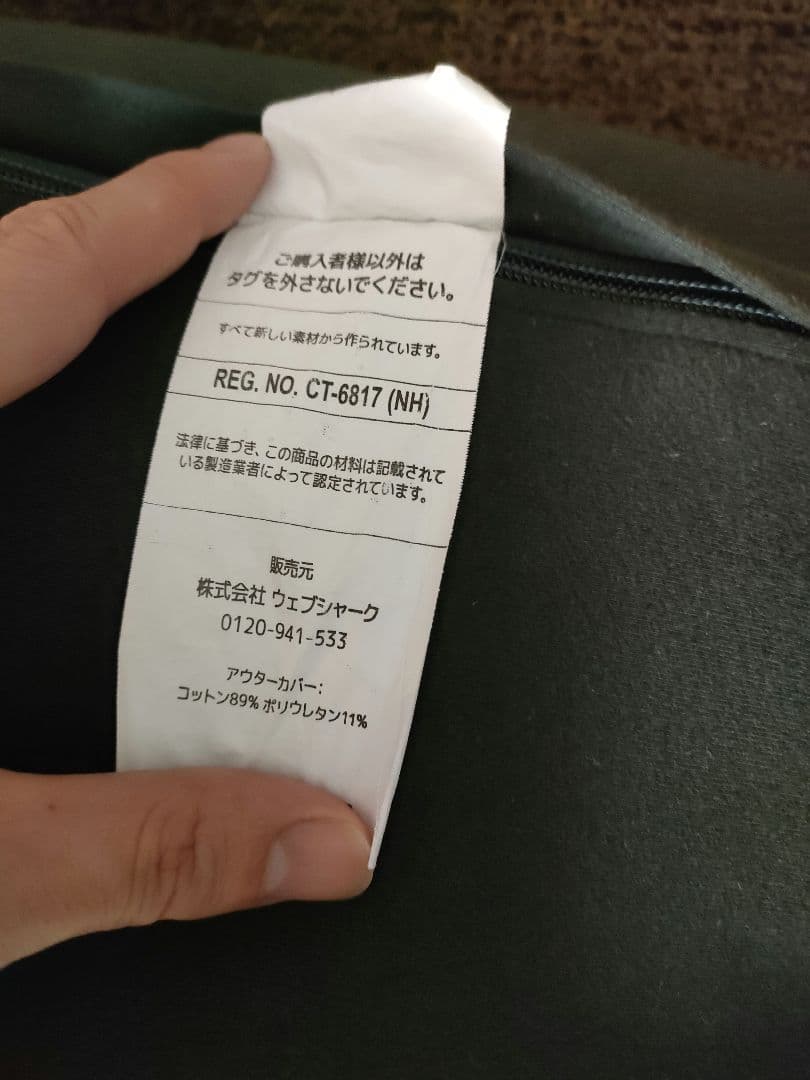 ご購入者様以外は
タグを外さないでください。
すべて新しい素材から作られています。
REG. NO. CT-6817 (NH)
法律に基づき、この商品の材料は記載されて
いる製造業者によって認定されています。
販売元
株式会社 ウェブシャーク
0120-941-533
アウターカバー:
コットン89% ポリウレタン11%